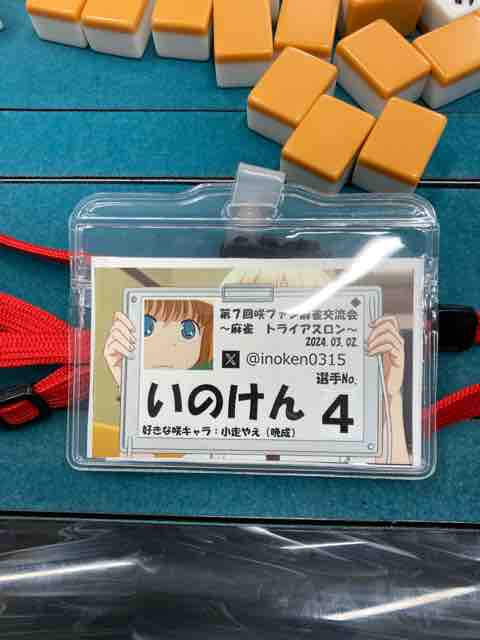 第7回咲ファン麻雀交流会
～麻雀 トライアスロン～
2024.03.02.
X @inoken0315
選手No.
いのけん 4
好きな咲キャラ：小走やえ（晩成）